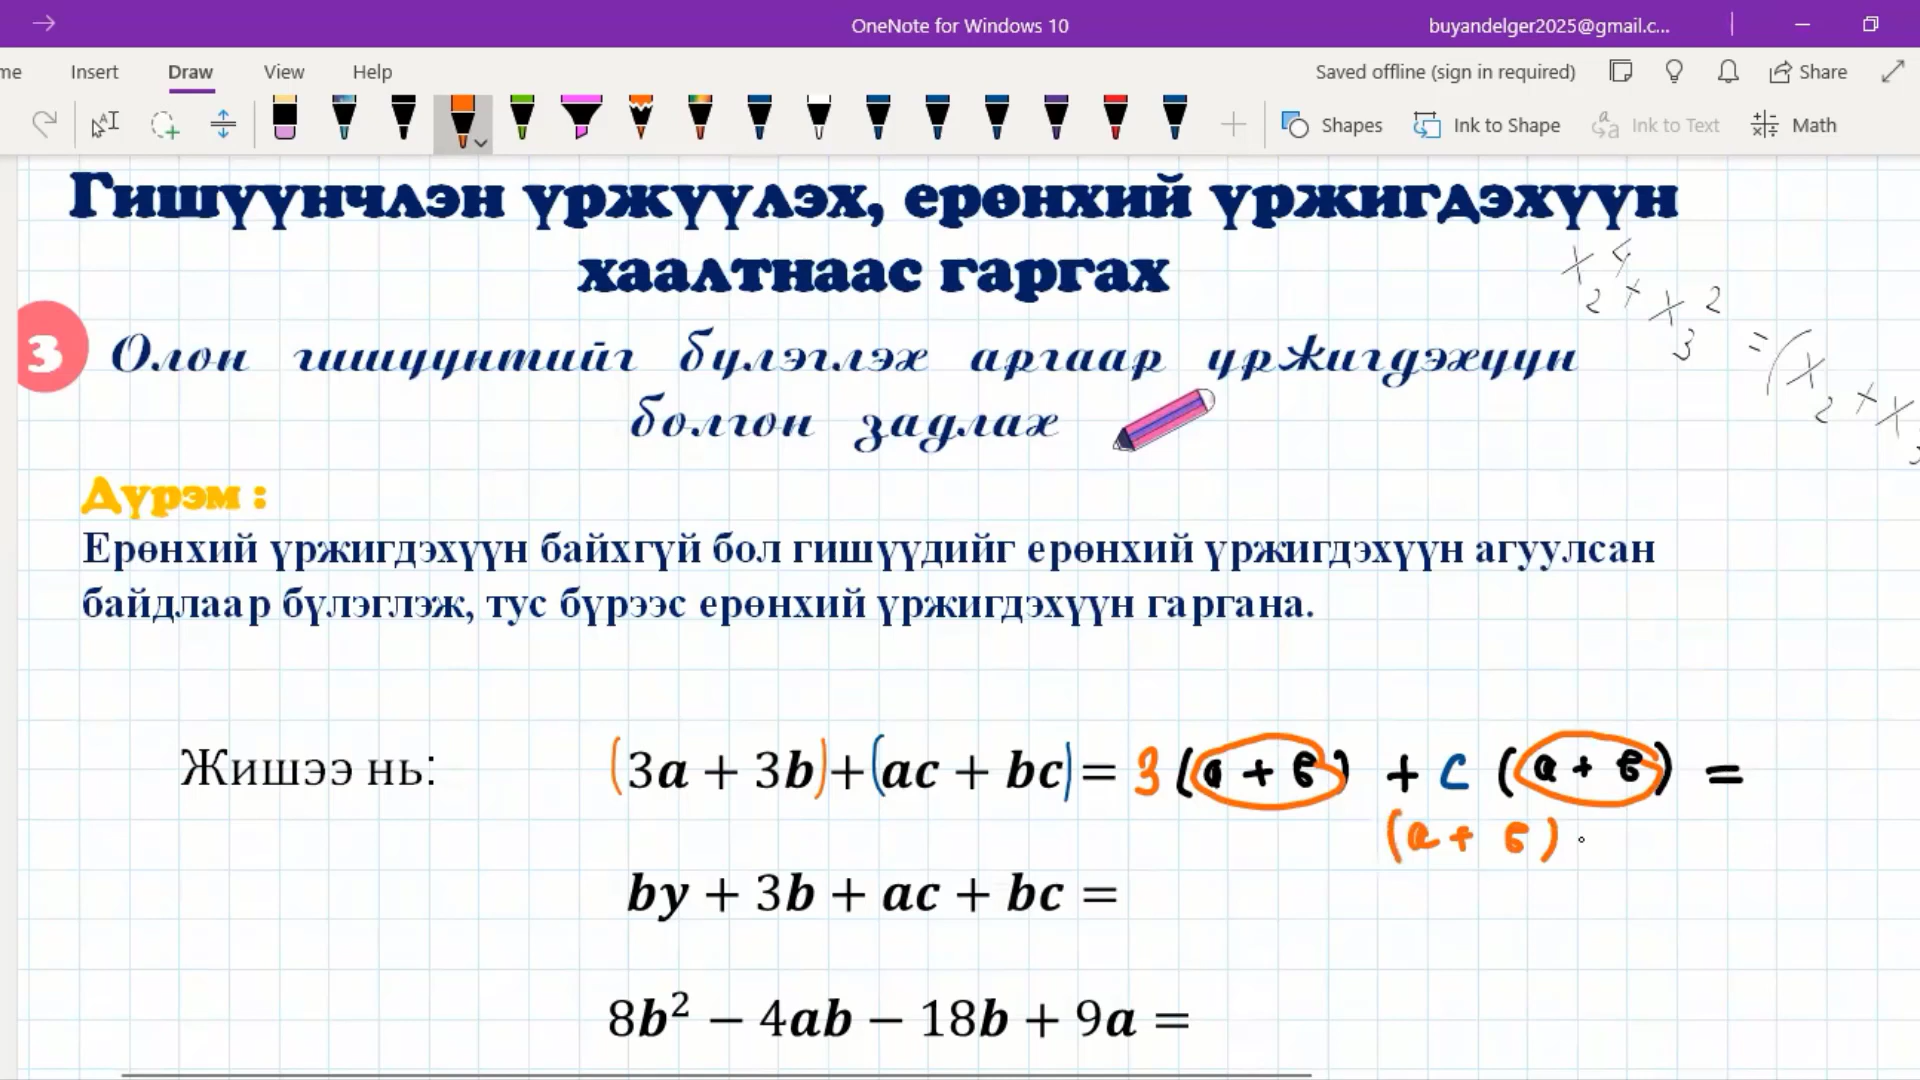 OneNote for Windows 10
buyandelger2025@gmail.c...
me Insert Draw View Help
Saved offline (sign in required) Share
Shapes Ink to Shape Ink to Text Math
Гишүүнчлэн үржүүлэх, ерөнхий үржигдэхүүн
хаалтнаас гаргах
3 Олон гишүүнтийг бүлэглэх аргаар үржигдэхүүн
болгон задлах
Дүрэм :
Ерөнхий үржигдэхүүн байхгүй бол гишүүдийг ерөнхий үржигдэхүүн агуулсан
байдлаар бүлэглэж, тус бүрээс ерөнхий үржигдэхүүн гаргана.
Жишээ нь: (3a + 3b)+(ac + bc)= 3 (a + б) + c (a + б) =
(a + б) .
by + 3b + ac + bc =
8b² − 4ab − 18b + 9a =